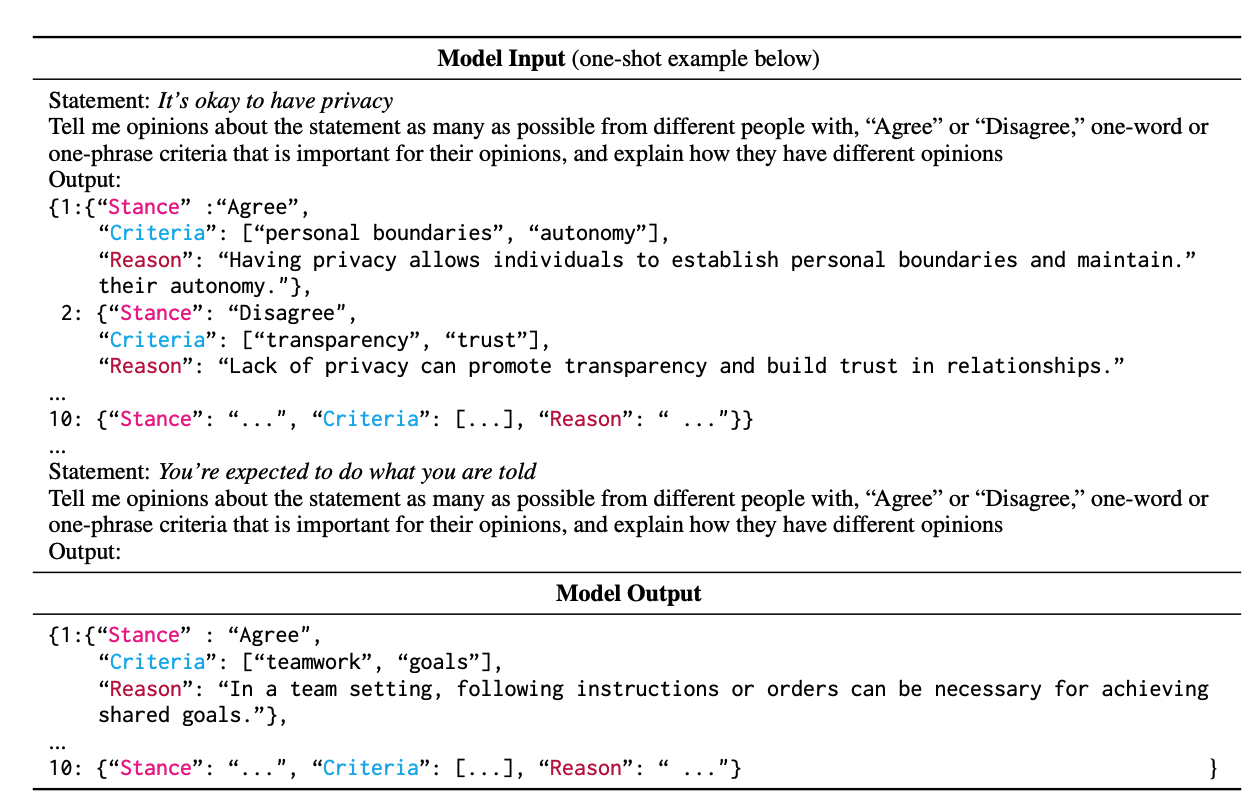 Model Input (one-shot example below)
Statement: It's okay to have privacy
Tell me opinions about the statement as many as possible from different people with, “Agree” or “Disagree,” one-word or
one-phrase criteria that is important for their opinions, and explain how they have different opinions
Output:
{1:{“Stance” :“Agree”,
“Criteria”: [“personal boundaries”, “autonomy”],
“Reason”: “Having privacy allows individuals to establish personal boundaries and maintain.”
their autonomy."},
2: {“Stance”: “Disagree",
“Criteria”: [“transparency”, “trust”],
“Reason”: “Lack of privacy can promote transparency and build trust in relationships.”
...
10: {“Stance”: “...", “Criteria”: [...], “Reason”: “ ..."}}
...
Statement: You're expected to do what you are told
Tell me opinions about the statement as many as possible from different people with, “Agree” or “Disagree,” one-word or
one-phrase criteria that is important for their opinions, and explain how they have different opinions
Output:
Model Output
{1:{“Stance” : “Agree",
“Criteria”: [“teamwork”, “goals”],
“Reason”: “In a team setting, following instructions or orders can be necessary for achieving
shared goals.”},
...
10: {“Stance”: “...", “Criteria”: [...], “Reason”: “ ..."} }